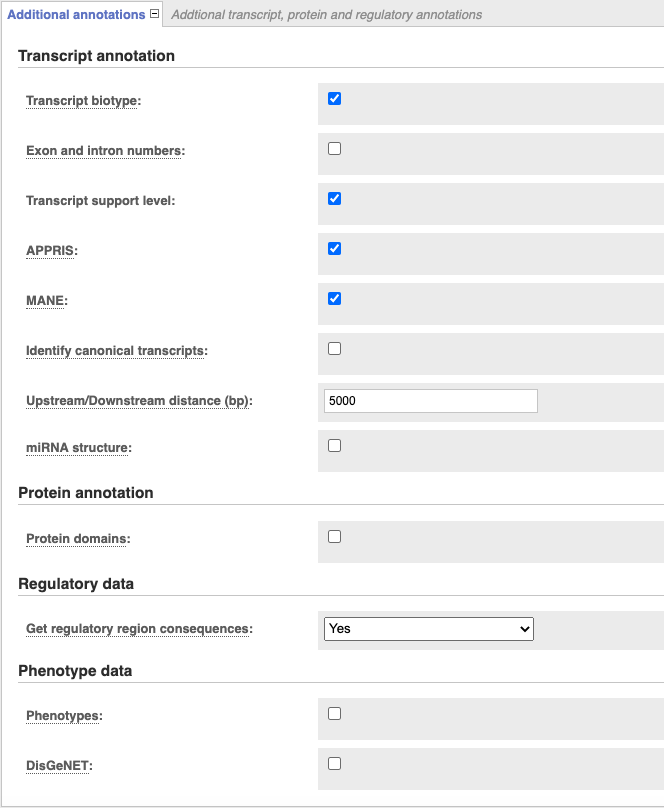 Additional annotations Addtional transcript, protein and regulatory annotations
Transcript annotation
Transcript biotype:
Exon and intron numbers:
Transcript support level:
APPRIS:
MANE:
Identify canonical transcripts:
Upstream/Downstream distance (bp): 5000
miRNA structure:
Protein annotation
Protein domains:
Regulatory data
Get regulatory region consequences: Yes
Phenotype data
Phenotypes:
DisGeNET: